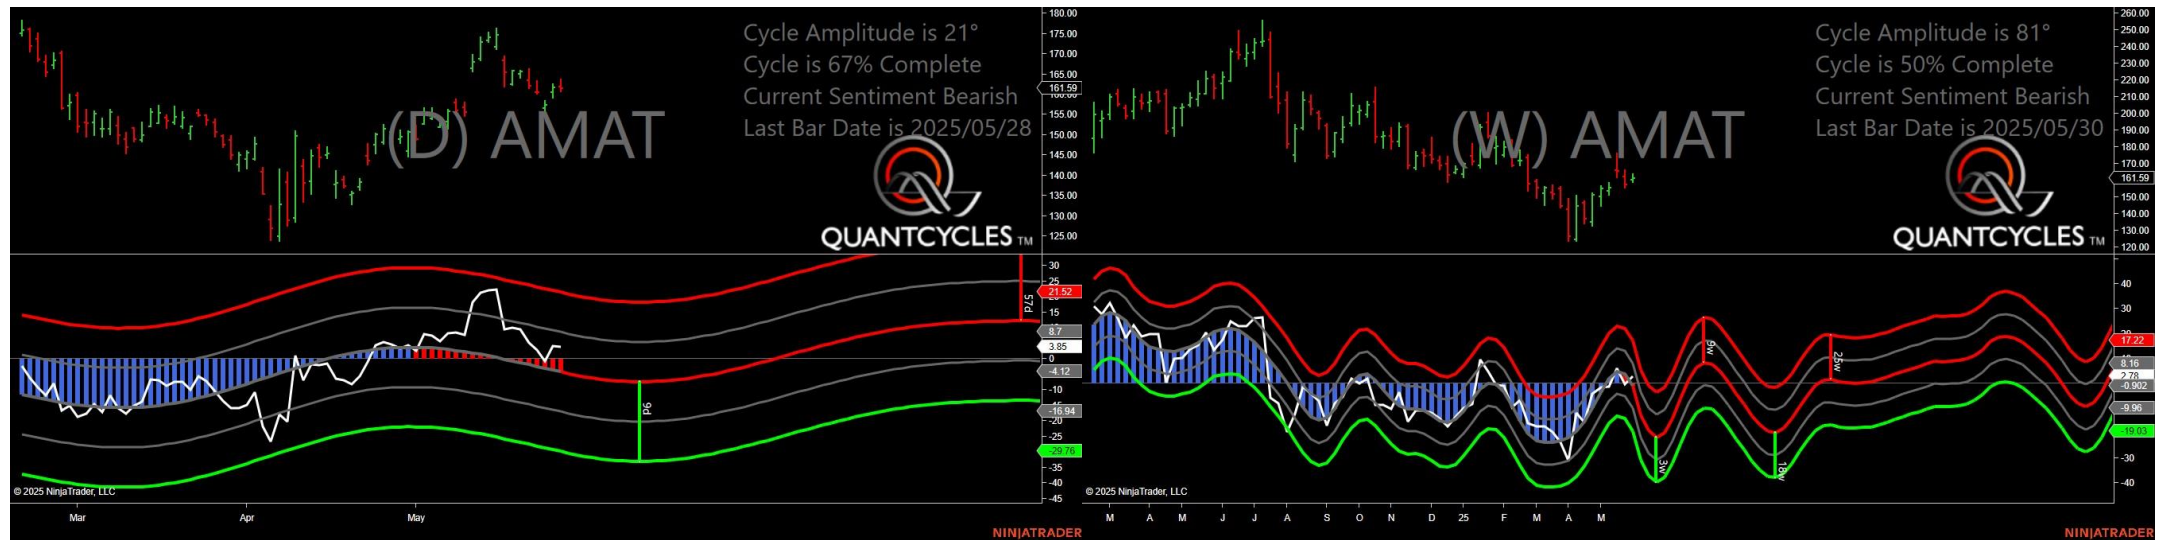 Cycle Amplitude is 21°
Cycle is 67% Complete
Current Sentiment Bearish
Last Bar Date is 2025/05/28
(D) AMAT
QUANTCYCLES TM
180.00
175.00
170.00
165.00
161.59
155.00
150.00
145.00
140.00
135.00
130.00
125.00
30
25
21.52
15
8.7
3.85
0
-4.12
-10
-16.94
-20
-25
-29.76
-35
-40
-45
57d
9d
© 2025 NinjaTrader, LLC
Mar
Apr
May
NINJATRADER
Cycle Amplitude is 81°
Cycle is 50% Complete
Current Sentiment Bearish
Last Bar Date is 2025/05/30
(W) AMAT
QUANTCYCLES TM
260.00
250.00
240.00
230.00
220.00
210.00
200.00
190.00
180.00
170.00
161.59
150.00
140.00
130.00
120.00
40
30
17.22
8.16
2.78
-0.902
-9.96
-19.03
-30
-40
9w
25w
3w
18w
© 2025 NinjaTrader, LLC
M A M J J A S O N D 25 F M A M
NINJATRADER